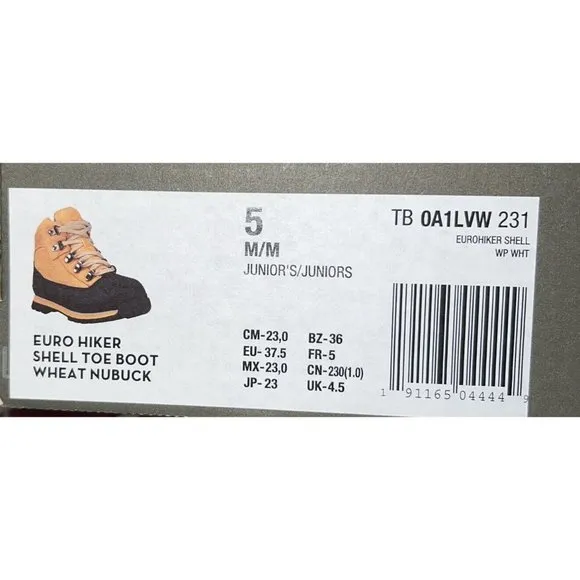 5
M/M
JUNIOR'S/JUNIORS
TB 0A1LVW 231
EUROHIKER SHELL
WP WHT
EURO HIKER
SHELL TOE BOOT
WHEAT NUBUCK
CM-23,0 BZ-36
EU- 37.5 FR-5
MX-23,0 CN-230(1.0)
JP-23 UK-4.5
1 91165 04444 9